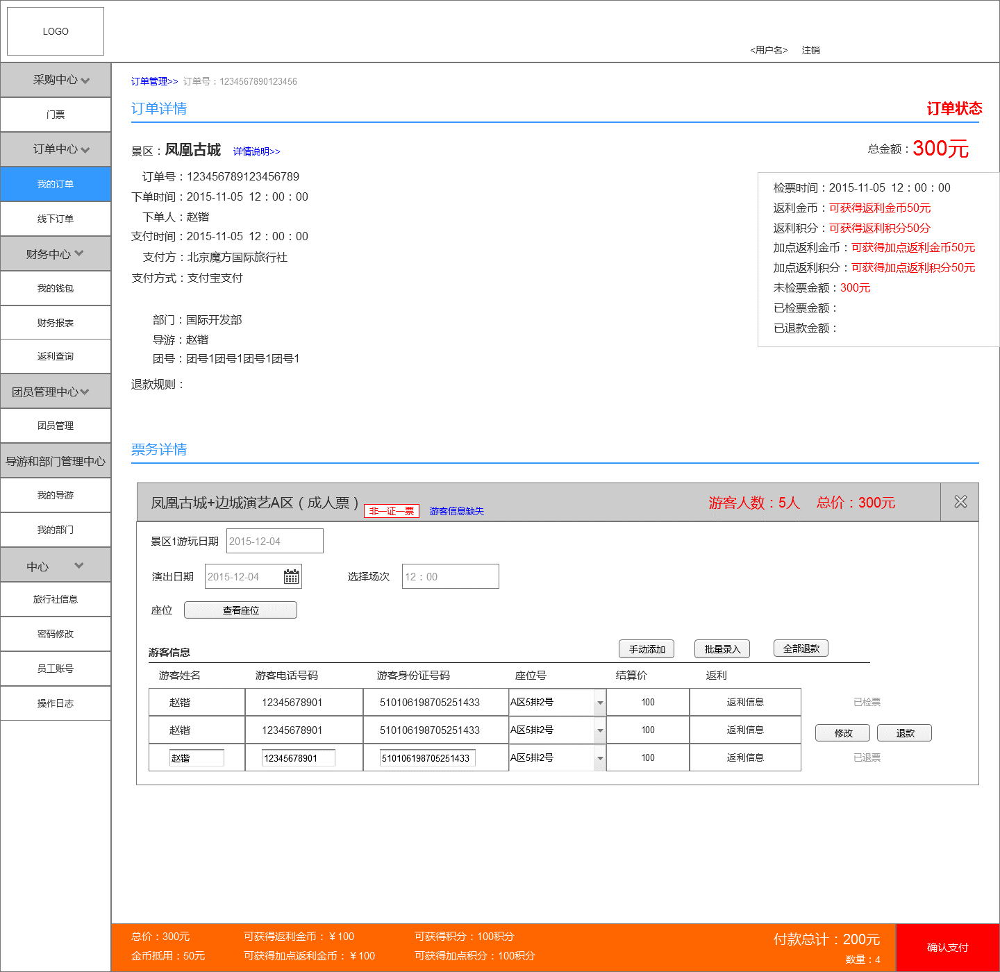 LOGO
<用户名> 注销
采购中心
门票
订单中心
我的订单
线下订单
财务中心
我的钱包
财务报表
返利查询
团员管理中心
团员管理
导游和部门管理中心
我的导游
我的部门
中心
旅行社信息
密码修改
员工账号
操作日志
订单管理>> 订单号：1234567890123456
订单详情 订单状态
景区：凤凰古城 详情说明>>
总金额：300元
订单号：123456789123456789
下单时间：2015-11-05 12：00：00
下单人：赵锴
支付时间：2015-11-05 12：00：00
支付方：北京魔方国际旅行社
支付方式：支付宝支付
部门：国际开发部
导游：赵锴
团号：团号1团号1团号1团号1
退款规则：
检票时间：2015-11-05 12：00：00
返利金币：可获得返利金币50元
返利积分：可获得返利积分50分
加点返利金币：可获得加点返利金币50元
加点返利积分：可获得加点返利积分50元
未检票金额：300元
已检票金额：
已退款金额：
票务详情
凤凰古城+边城演艺A区（成人票） 非一证一票 游客信息缺失 游客人数：5人 总价：300元
景区1游玩日期 2015-12-04
演出日期 2015-12-04 选择场次 12：00
座位 查看座位
游客信息 手动添加 批量录入 全部退款
游客姓名 游客电话号码 游客身份证号码 座位号 结算价 返利
赵锴 12345678901 510106198705251433 A区5排2号 100 返利信息 已检票
赵锴 12345678901 510106198705251433 A区5排2号 100 返利信息 修改 退款
赵锴 12345678901 510106198705251433 A区5排2号 100 返利信息 已退票
总价：300元 可获得返利金币：￥100 可获得积分：100积分
金币抵用：50元 可获得加点返利金币：￥100 可获得加点积分：100积分
付款总计：200元
数量：4
确认支付